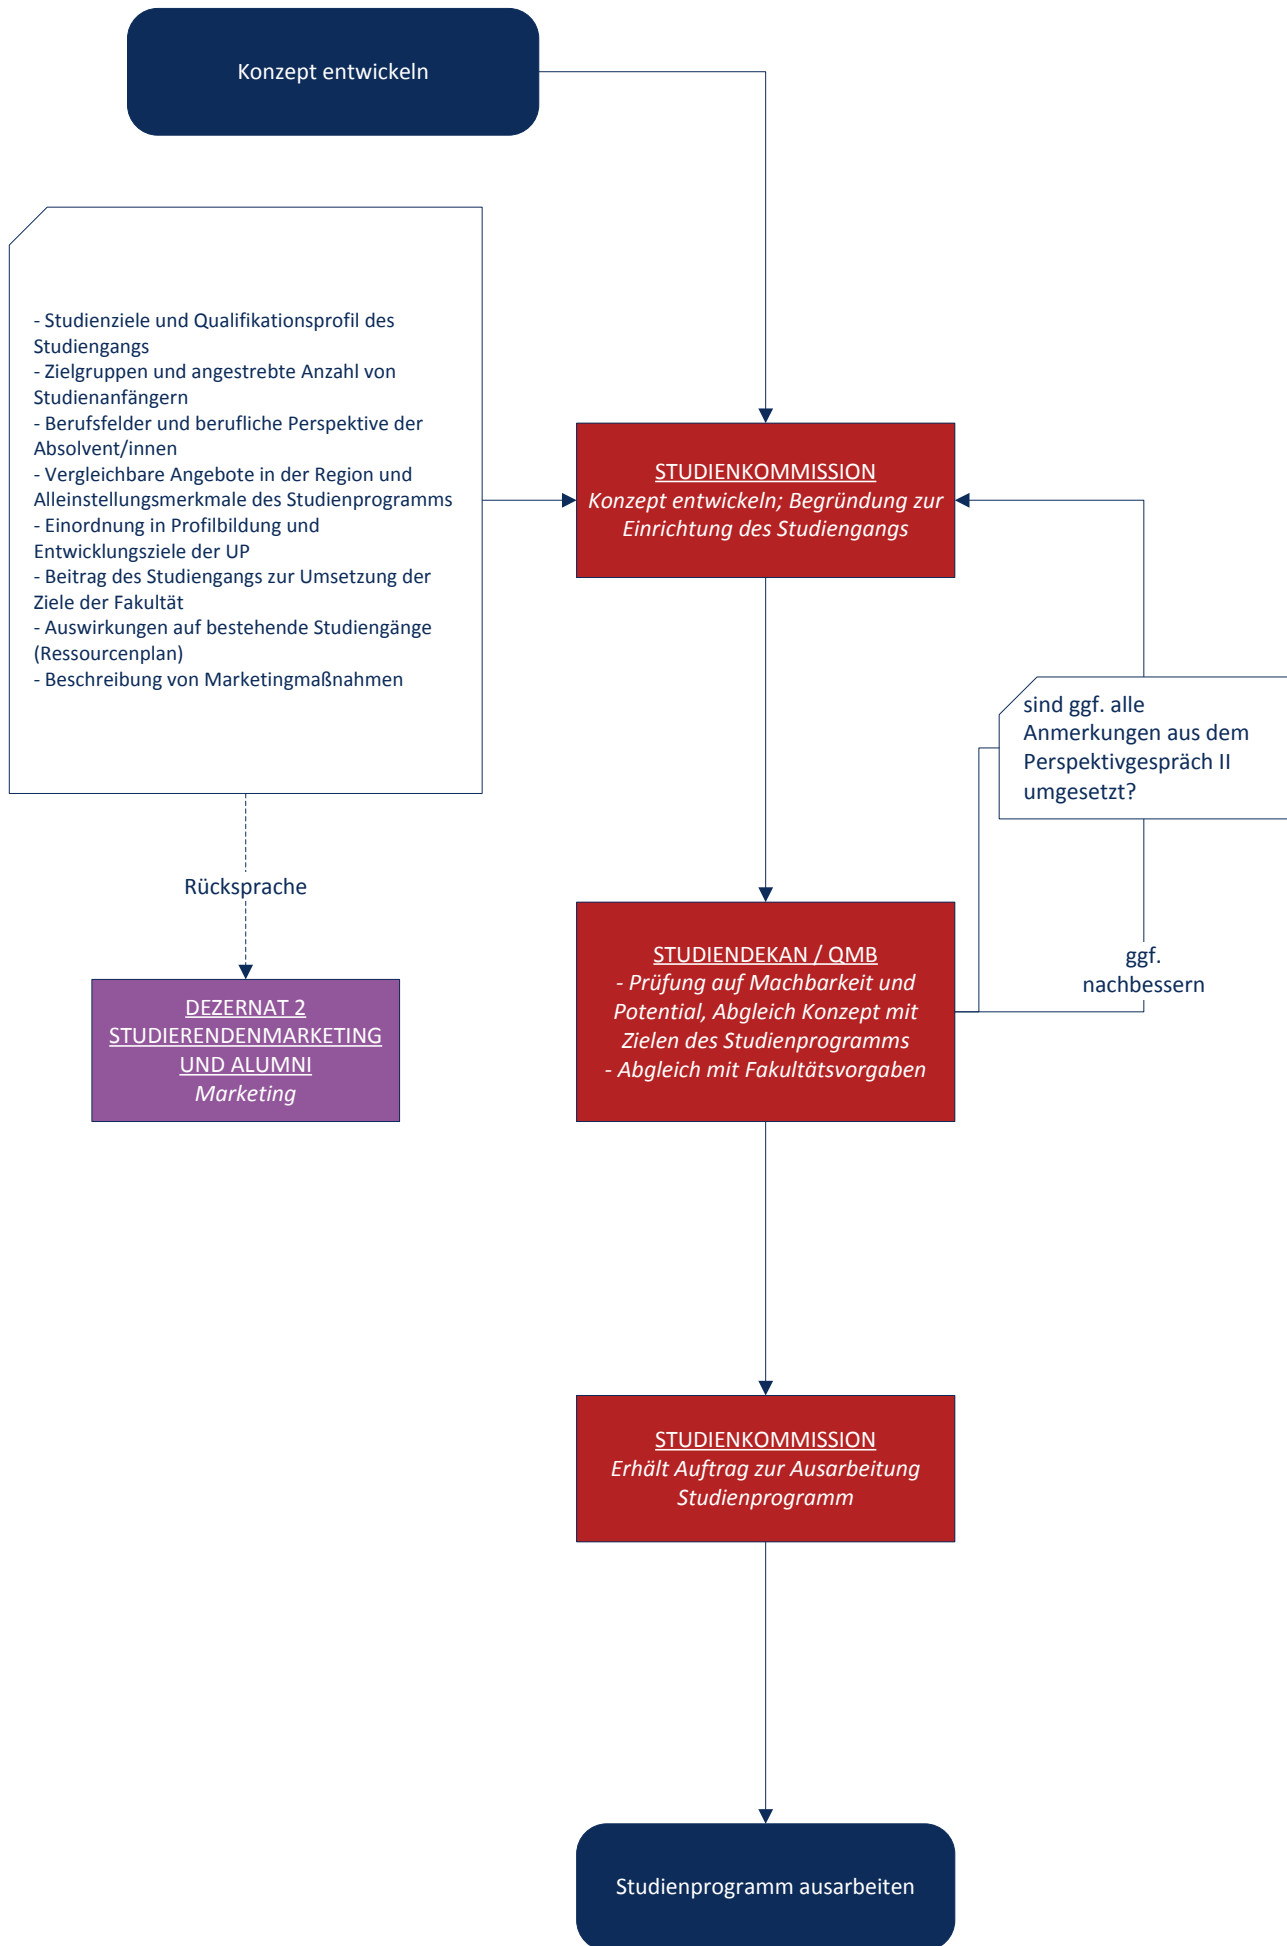 Konzept entwickeln
- Studienziele und Qualifikationsprofil des
Studiengangs
- Zielgruppen und angestrebte Anzahl von
Studienanfängern
- Berufsfelder und berufliche Perspektive der
Absolvent/innen
- Vergleichbare Angebote in der Region und
Alleinstellungsmerkmale des Studienprogramms
- Einordnung in Profilbildung und
Entwicklungsziele der UP
- Beitrag des Studiengangs zur Umsetzung der
Ziele der Fakultät
- Auswirkungen auf bestehende Studiengänge
(Ressourcenplan)
- Beschreibung von Marketingmaßnahmen
STUDIENKOMMISSION
Konzept entwickeln; Begründung zur
Einrichtung des Studiengangs
sind ggf. alle
Anmerkungen aus dem
Perspektivgespräch II
umgesetzt?
Rücksprache
DEZERNAT 2
STUDIERENDENMARKETING
UND ALUMNI
Marketing
STUDIENDEKAN / QMB
- Prüfung auf Machbarkeit und
Potential, Abgleich Konzept mit
Zielen des Studienprogramms
- Abgleich mit Fakultätsvorgaben
ggf.
nachbessern
STUDIENKOMMISSION
Erhält Auftrag zur Ausarbeitung
Studienprogramm
Studienprogramm ausarbeiten